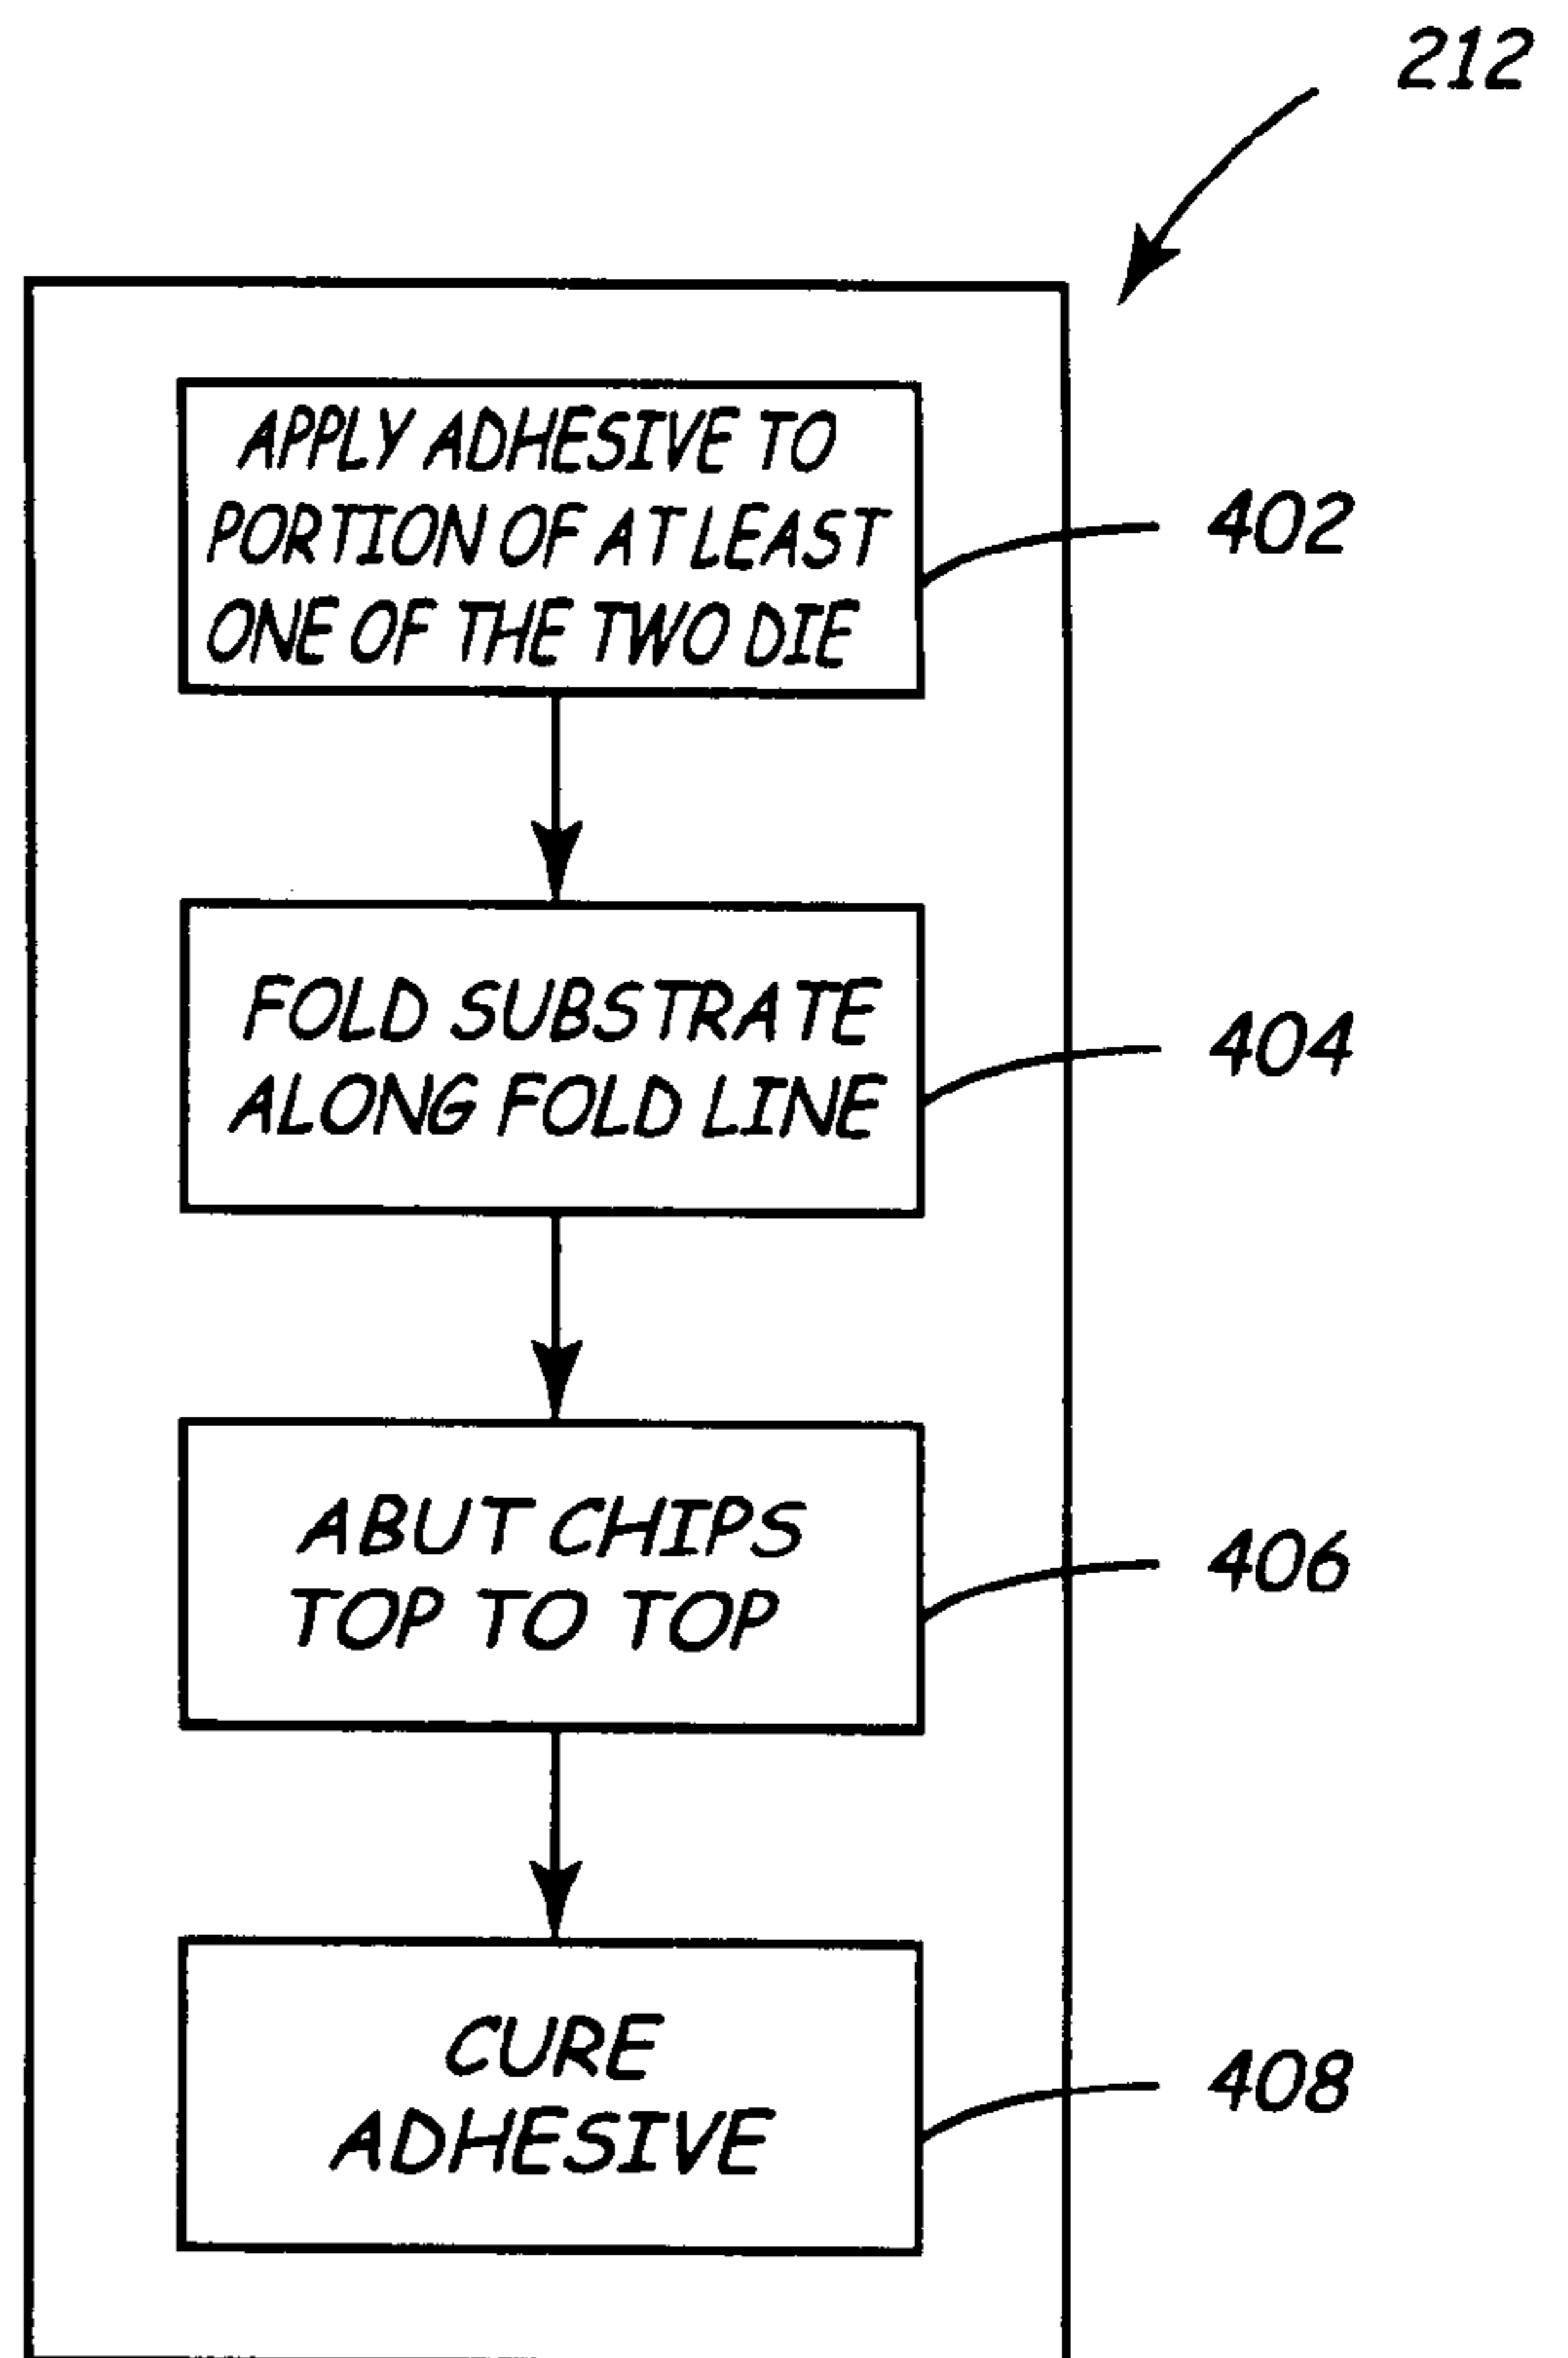 212
APPLY ADHESIVE TO
PORTION OF AT LEAST
ONE OF THE TWO DIE
402
FOLD SUBSTRATE
ALONG FOLD LINE
404
ABUT CHIPS
TOP TO TOP
406
CURE
ADHESIVE
408